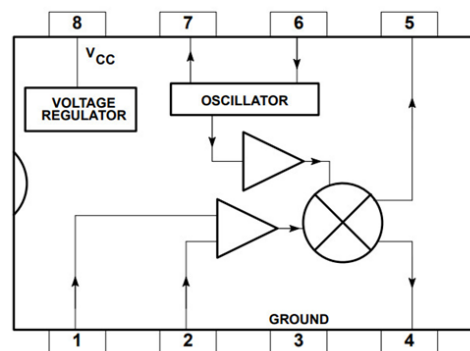 8 7 6 5
VCC
VOLTAGE
REGULATOR
OSCILLATOR
GROUND
1 2 3 4